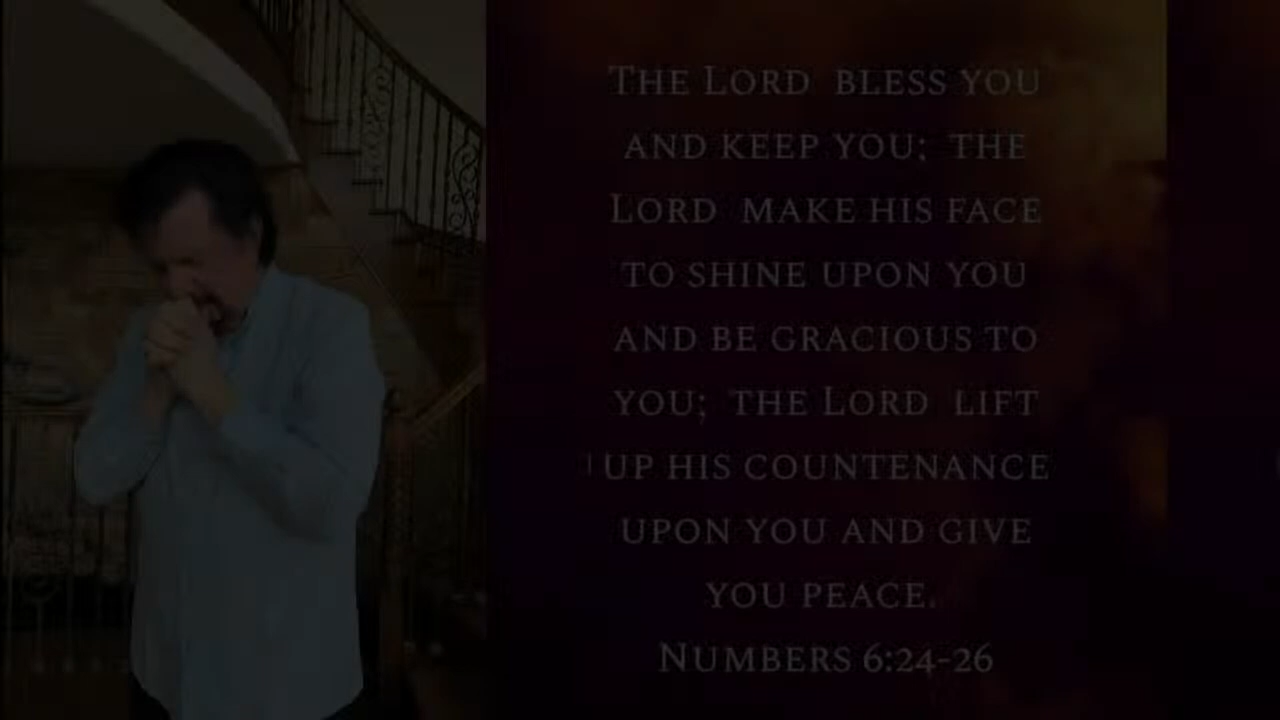 The Lord bless you
and keep you; the
Lord make his face
to shine upon you
and be gracious to
you; the Lord lift
up his countenance
upon you and give
you peace.
Numbers 6:24-26